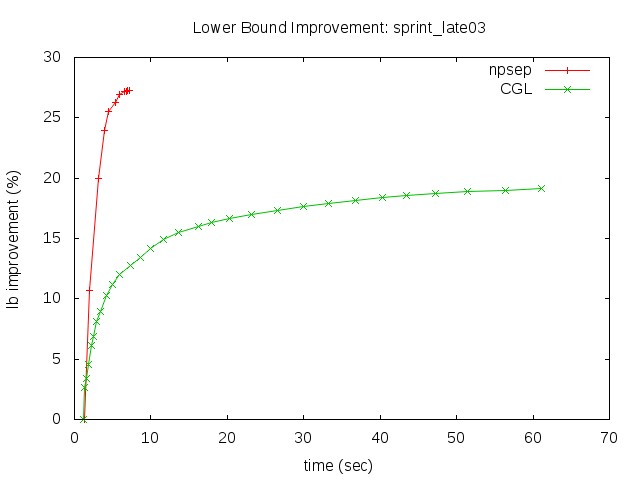 Lower Bound Improvement: sprint_late03
30
25
20
15
10
5
0
lb improvement (%)
npsep
CGL
0 10 20 30 40 50 60 70
time (sec)